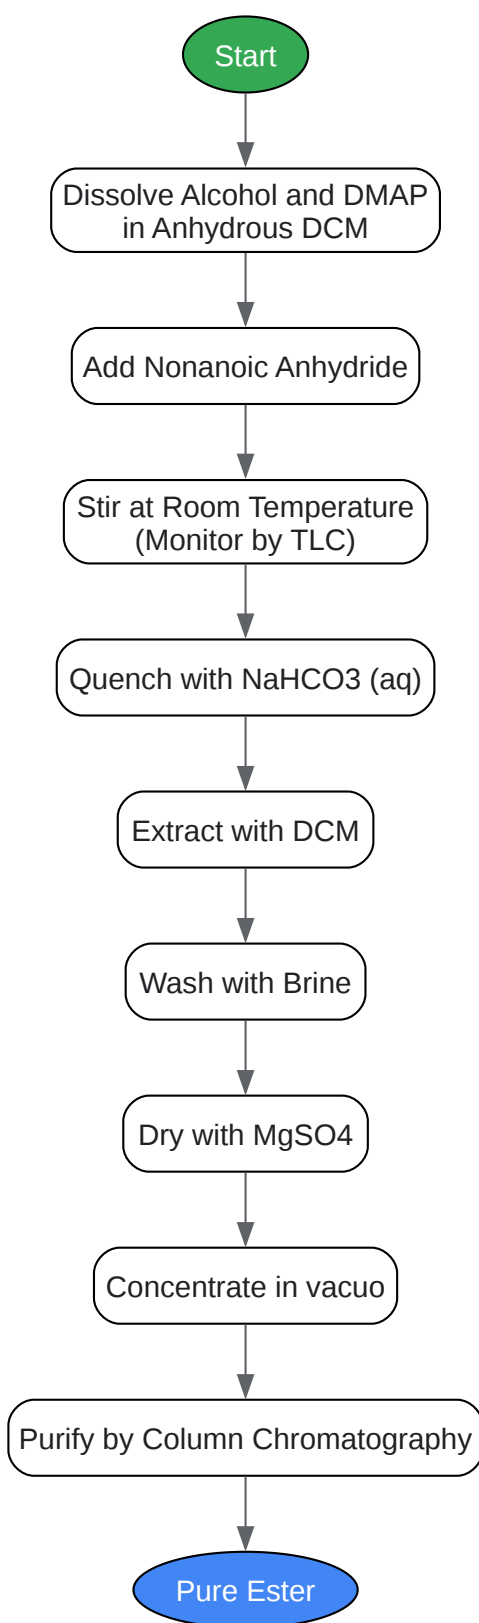 Start
Dissolve Alcohol and DMAP
in Anhydrous DCM
Add Nonanoic Anhydride
Stir at Room Temperature
(Monitor by TLC)
Quench with NaHCO3 (aq)
Extract with DCM
Wash with Brine
Dry with MgSO4
Concentrate in vacuo
Purify by Column Chromatography
Pure Ester